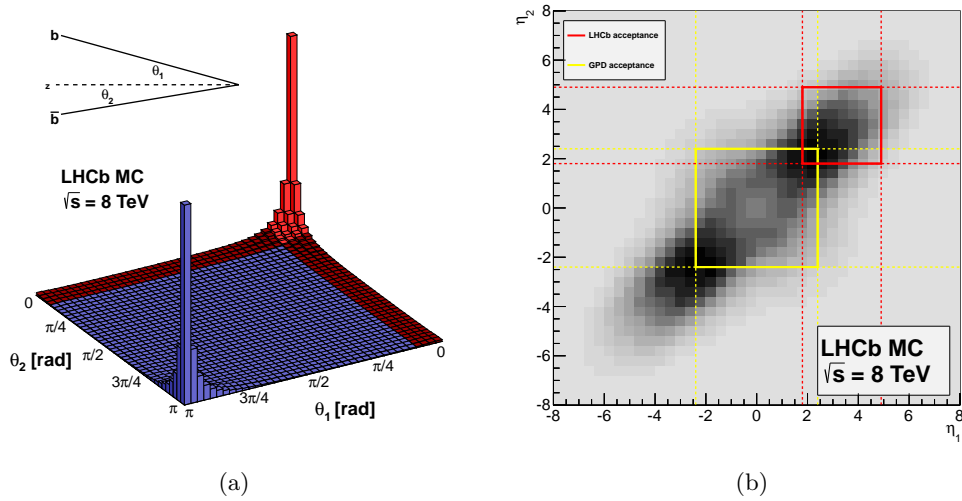 b
θ1
z
θ2
b̅
LHCb MC
√s = 8 TeV
0
π/4
π/2
3π/4
π
θ2 [rad]
π
3π/4
π/2
π/4
0
θ1 [rad]
(a)
η2
8
6
4
2
0
-2
-4
-6
-8
LHCb acceptance
GPD acceptance
LHCb MC
√s = 8 TeV
-8 -6 -4 -2 0 2 4 6 8
η1
(b)